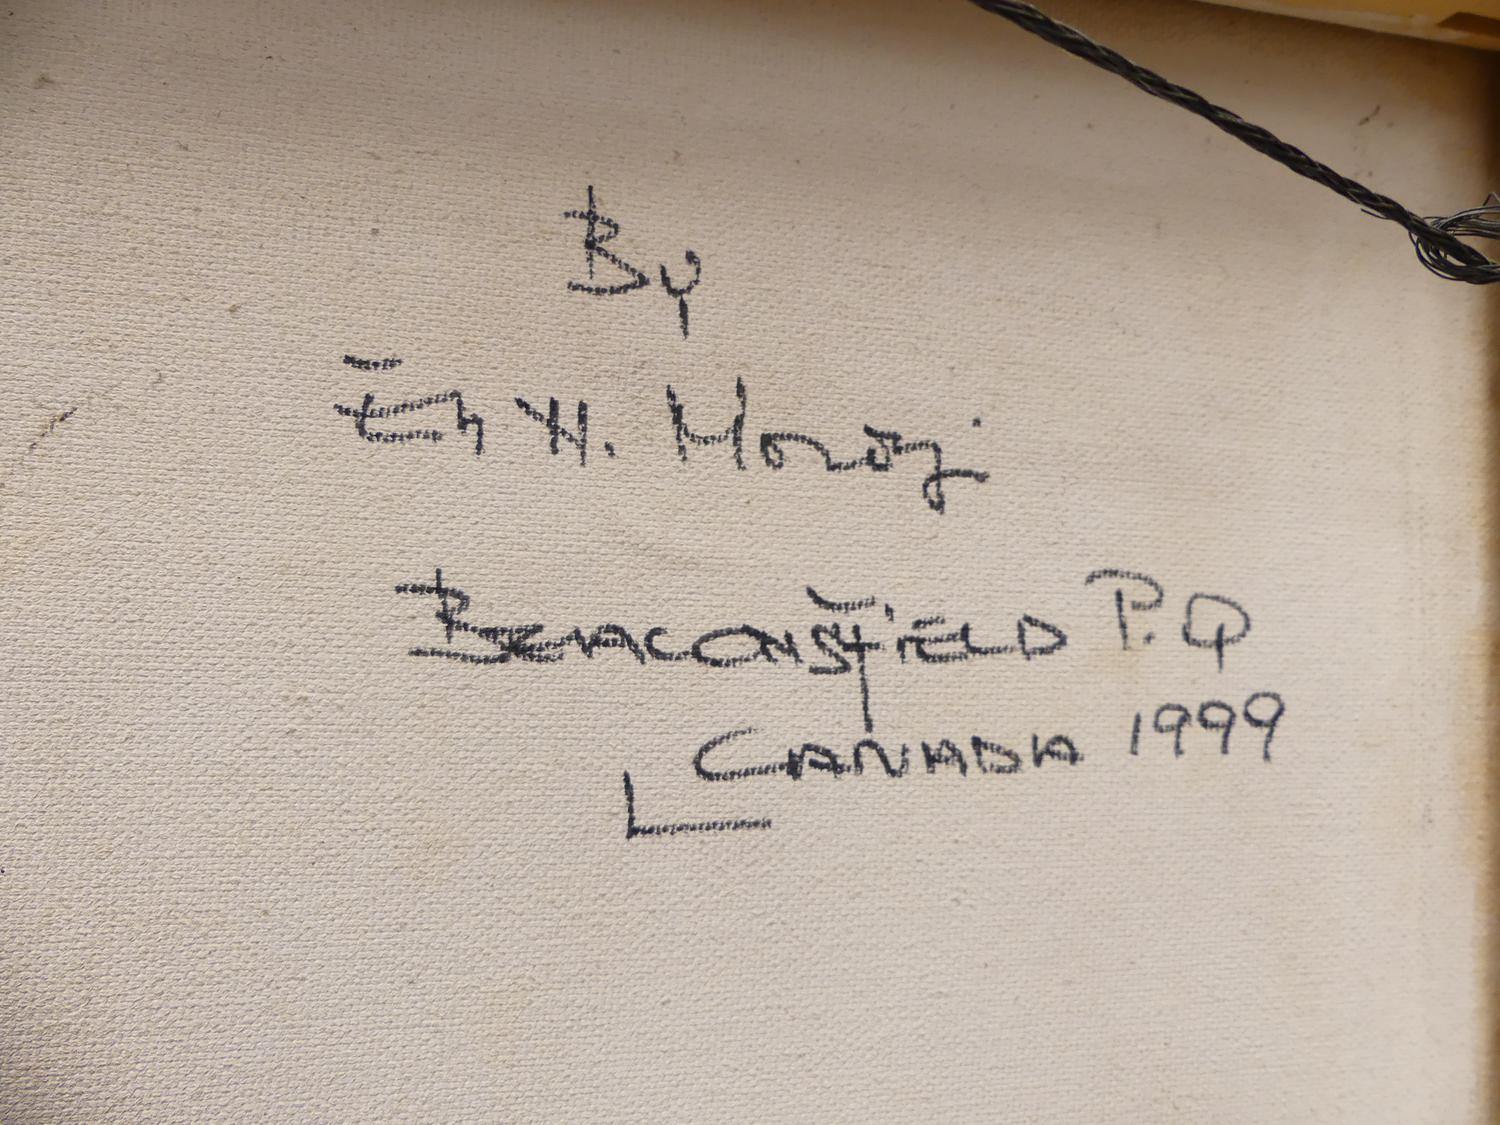 By
H.
Beaconsfield P.Q
Canada 1999